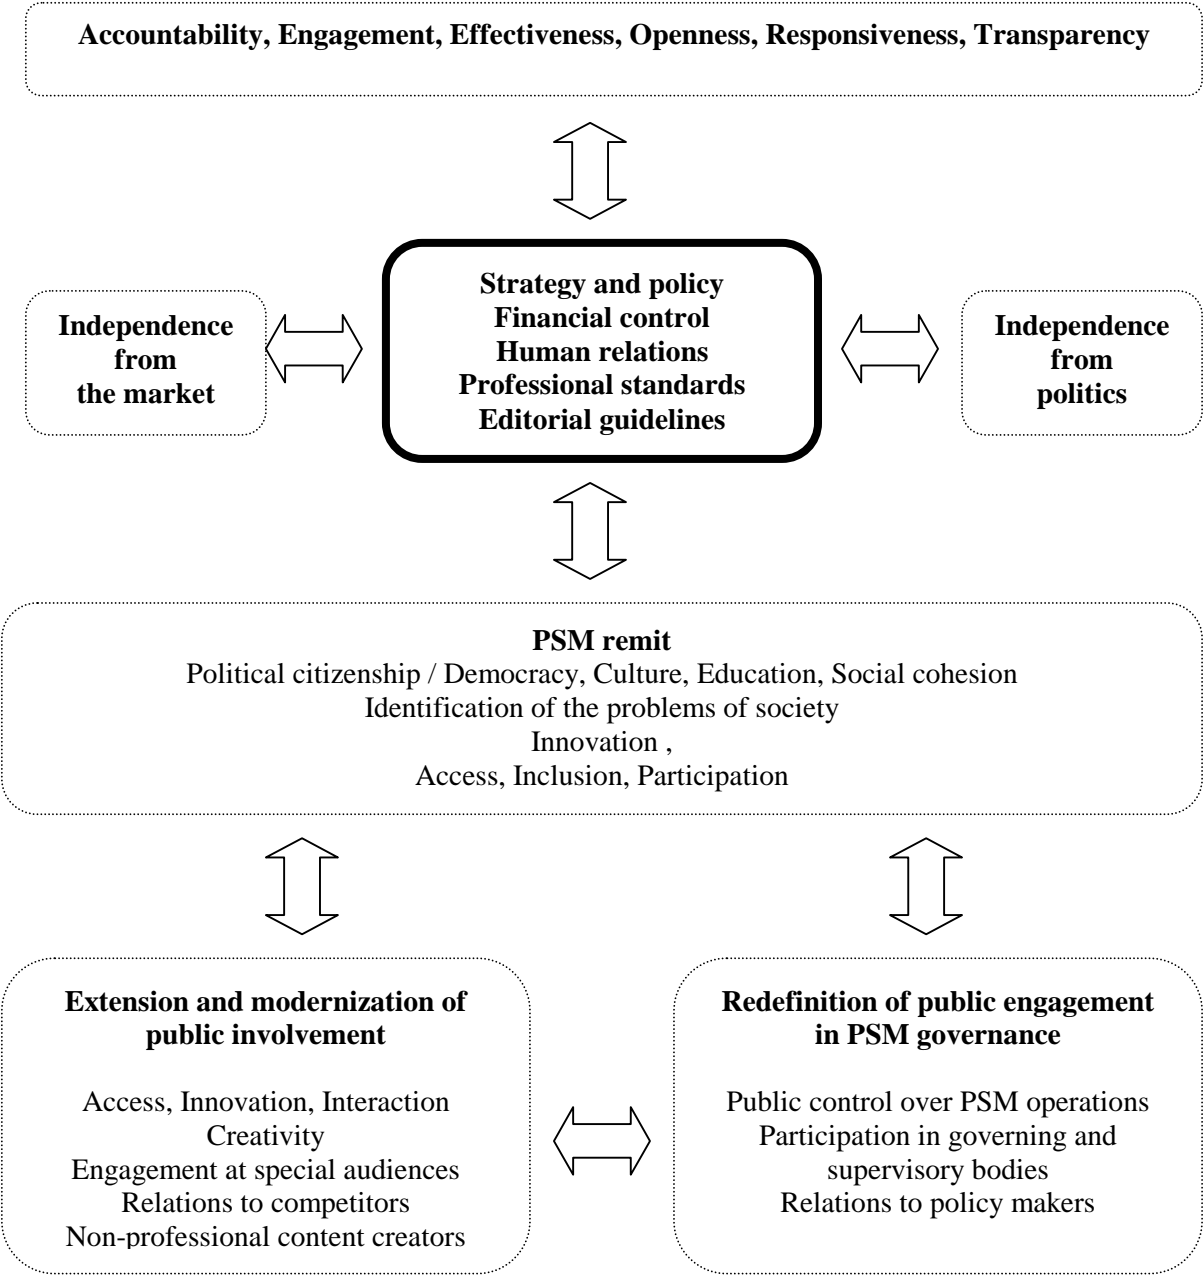 Accountability, Engagement, Effectiveness, Openness, Responsiveness, Transparency
Strategy and policy
Financial control
Human relations
Professional standards
Editorial guidelines
Independence
from
the market
Independence
from
politics
PSM remit
Political citizenship / Democracy, Culture, Education, Social cohesion
Identification of the problems of society
Innovation ,
Access, Inclusion, Participation
Extension and modernization of
public involvement
Access, Innovation, Interaction
Creativity
Engagement at special audiences
Relations to competitors
Non-professional content creators
Redefinition of public engagement
in PSM governance
Public control over PSM operations
Participation in governing and
supervisory bodies
Relations to policy makers